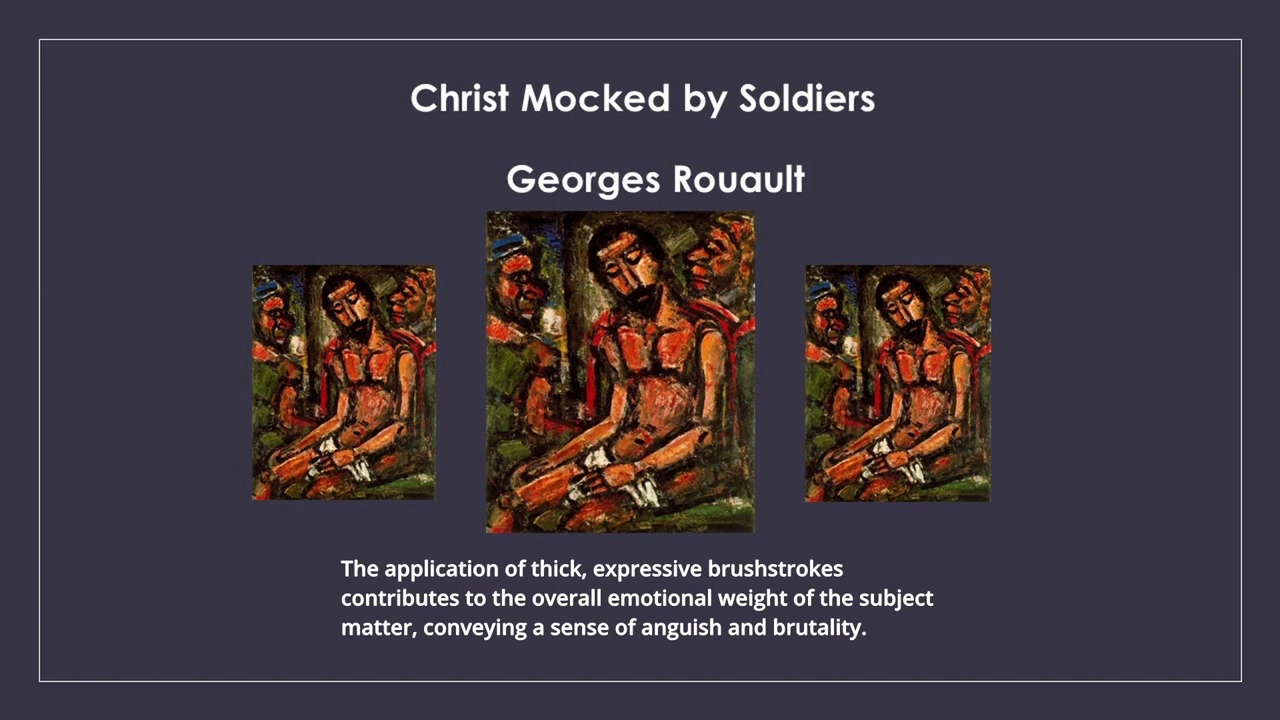 Christ Mocked by Soldiers
Georges Rouault
The application of thick, expressive brushstrokes
contributes to the overall emotional weight of the subject
matter, conveying a sense of anguish and brutality.